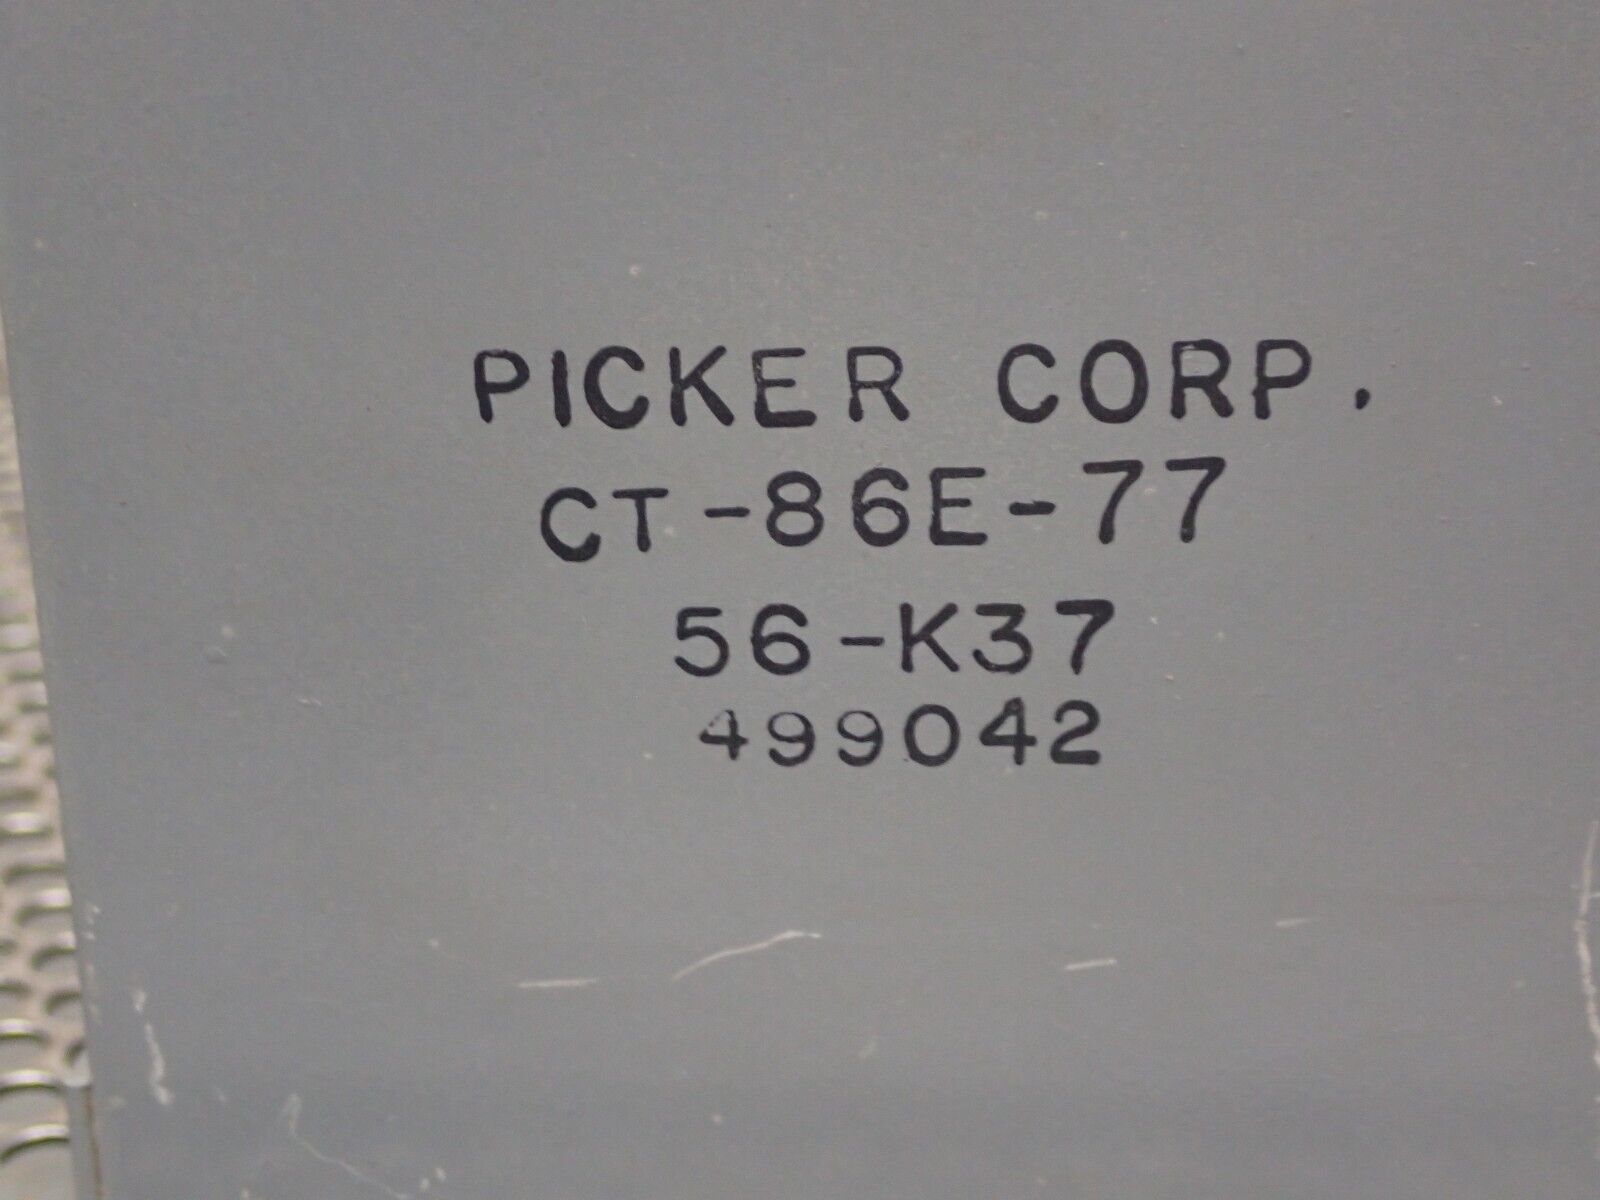 PICKER CORP.
CT-86E-77
56-K37
499042